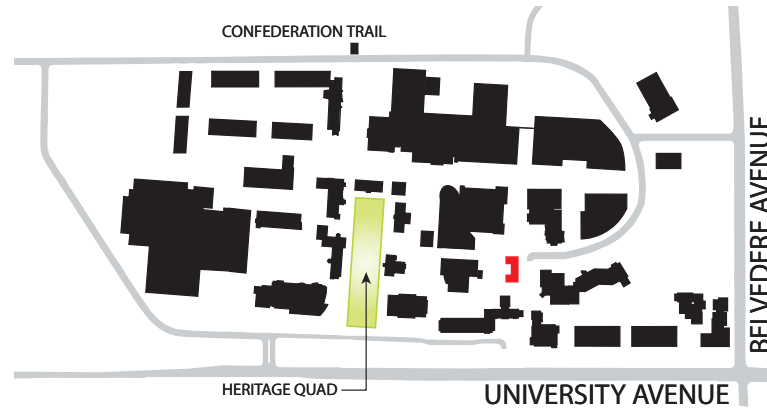 CONFEDERATION TRAIL
BELVEDERE AVENUE
HERITAGE QUAD
UNIVERSITY AVENUE